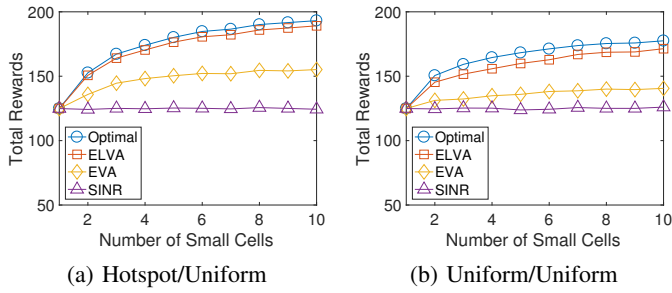 200
150
100
50
Total Rewards
Optimal
ELVA
EVA
SINR
2 4 6 8 10
Number of Small Cells
(a) Hotspot/Uniform
200
150
100
50
Total Rewards
Optimal
ELVA
EVA
SINR
2 4 6 8 10
Number of Small Cells
(b) Uniform/Uniform